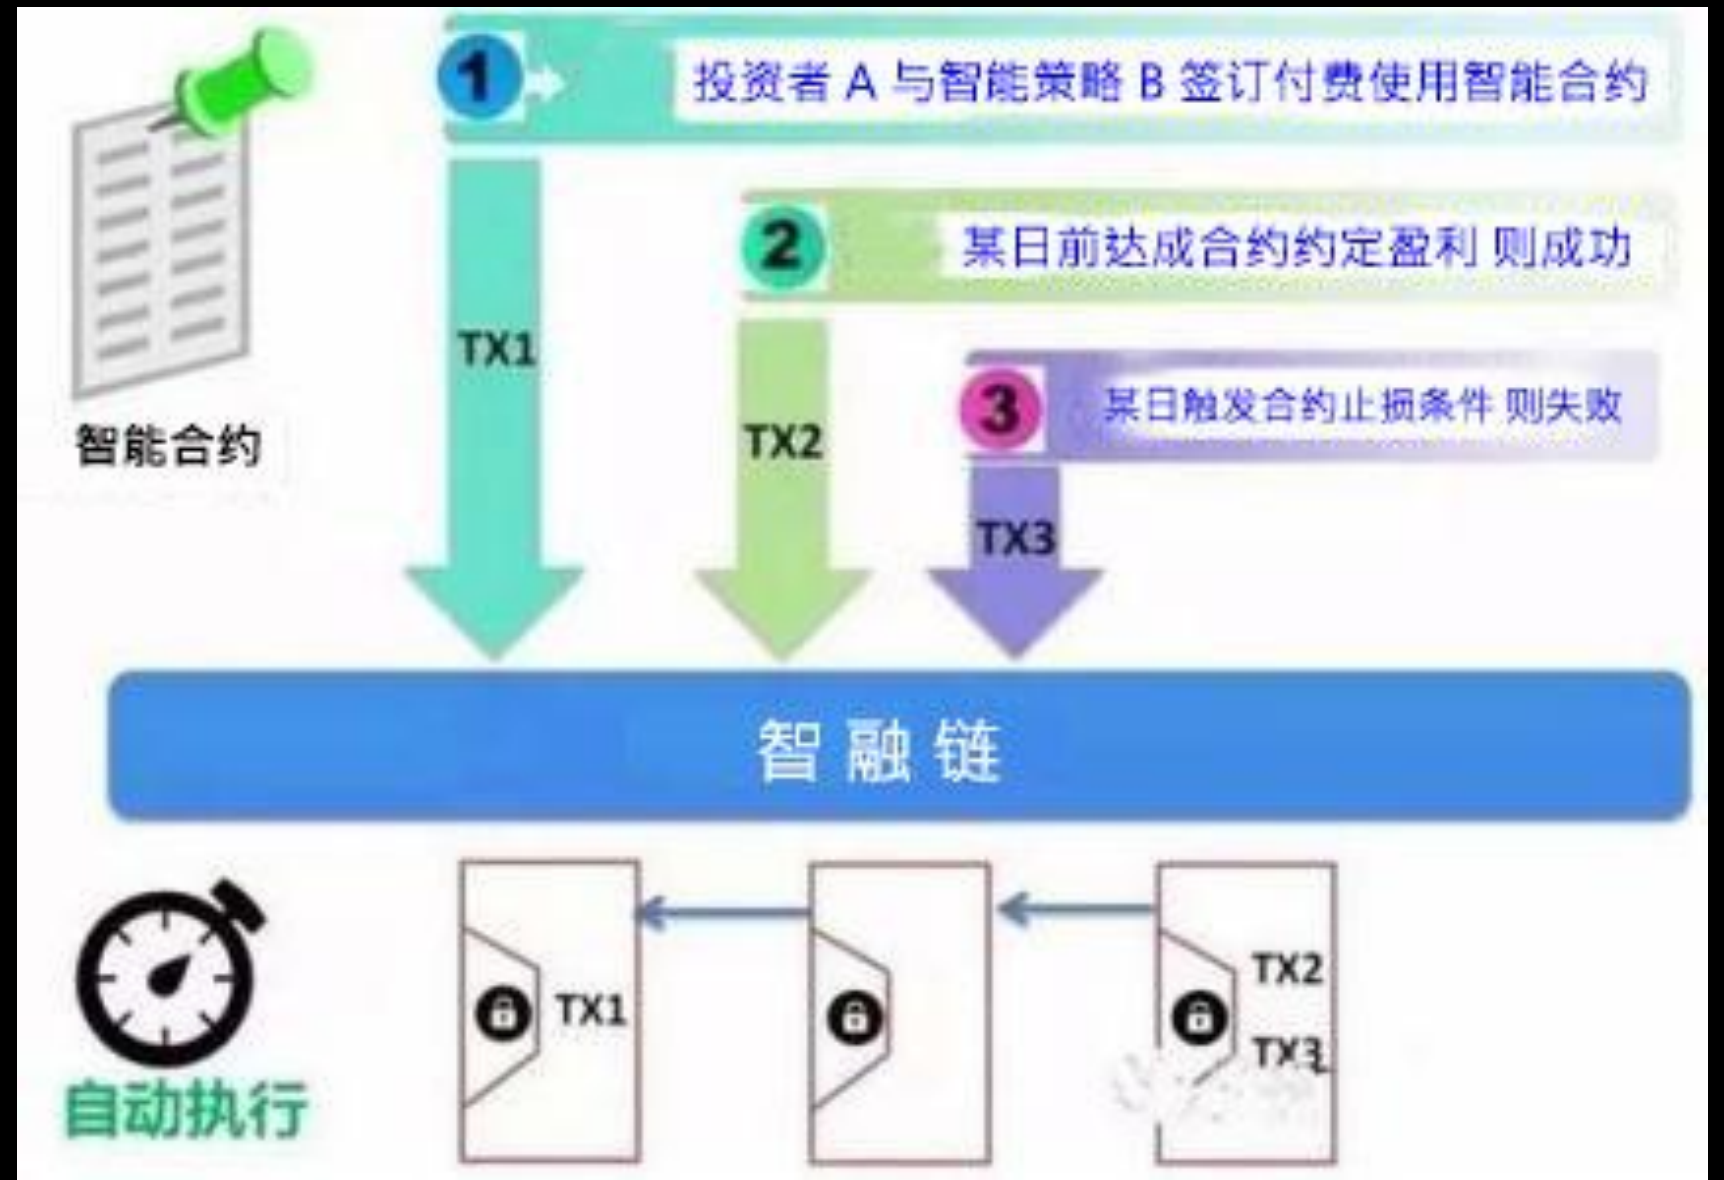 1 投资者 A 与智能策略 B 签订付费使用智能合约
2 某日前达成合约约定盈利 则成功
3 某日触发合约止损条件 则失败
TX1
TX2
TX3
智能合约
智融链
自动执行
TX1
TX2
TX3